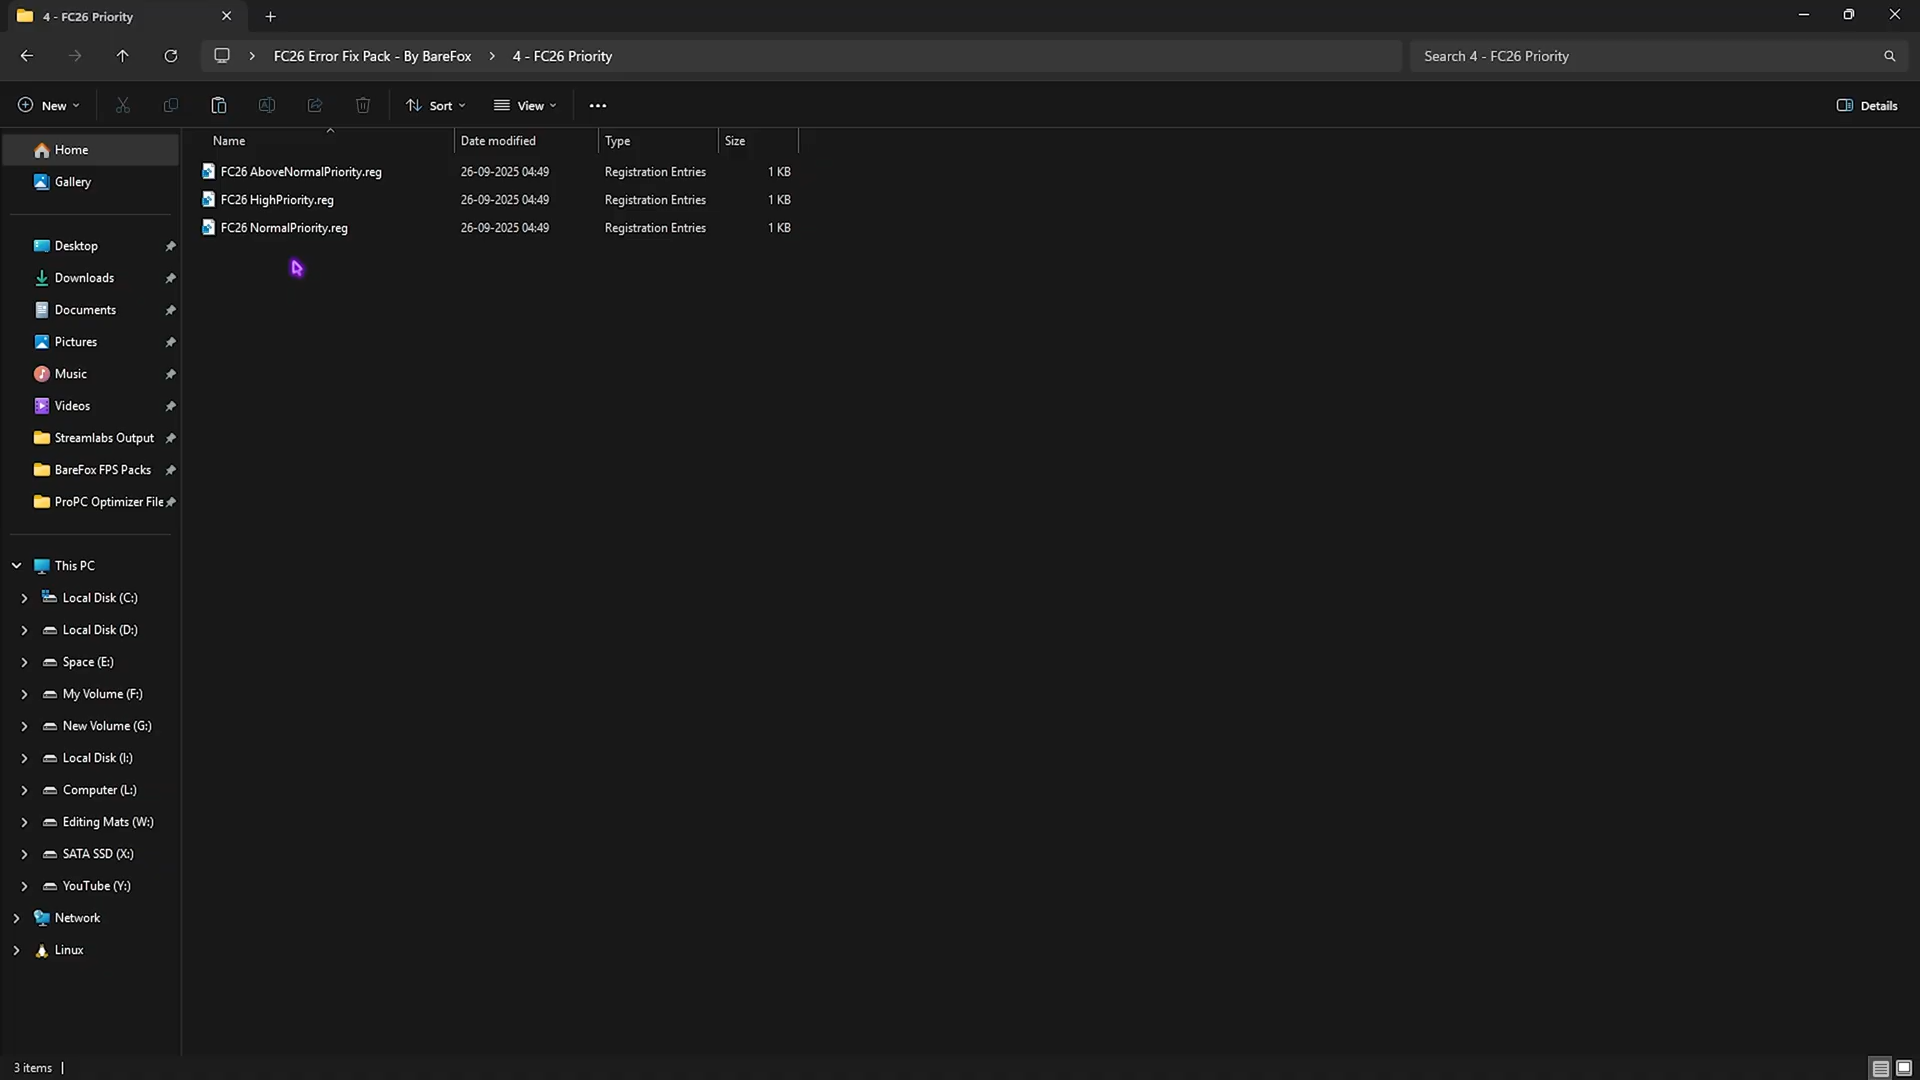 4 - FC26 Priority
FC26 Error Fix Pack - By BareFox
4 - FC26 Priority
Search 4 - FC26 Priority
New
Sort
View
Details
Name
Date modified
Type
Size
FC26 AboveNormalPriority.reg 26-09-2025 04:49 Registration Entries 1 KB
FC26 HighPriority.reg 26-09-2025 04:49 Registration Entries 1 KB
FC26 NormalPriority.reg 26-09-2025 04:49 Registration Entries 1 KB
Home
Gallery
Desktop
Downloads
Documents
Pictures
Music
Videos
Streamlabs Output
BareFox FPS Packs
ProPC Optimizer File
This PC
Local Disk (C:)
Local Disk (D:)
Space (E:)
My Volume (F:)
New Volume (G:)
Local Disk (I:)
Computer (L:)
Editing Mats (W:)
SATA SSD (X:)
YouTube (Y:)
Network
Linux
3 items